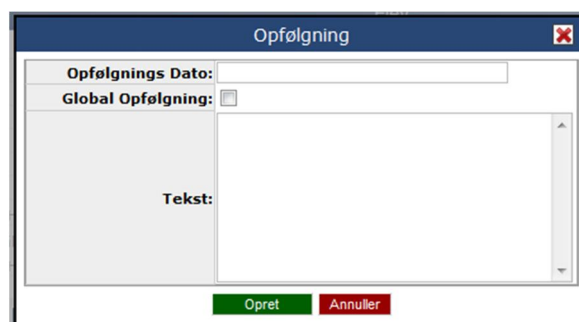 Opfølgning
Opfølgnings Dato:
Global Opfølgning:
Tekst:
Opret Annuller